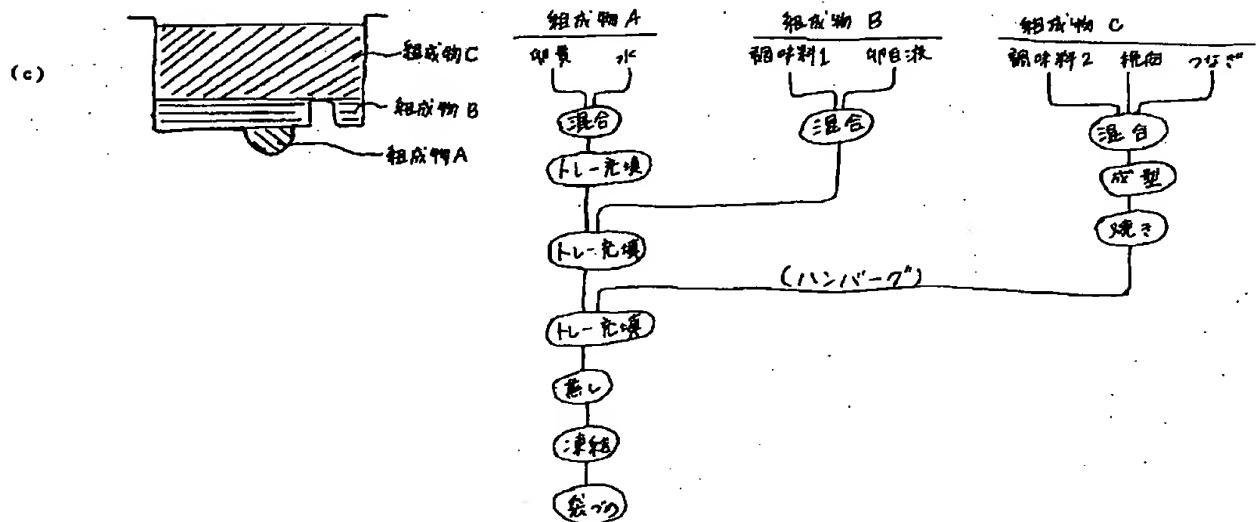 (c)
組成物C
組成物B
組成物A
組成物A
卵黄 水
混合
トレー充填
トレー充填
トレー充填
蒸し
凍結
袋づめ
組成物 B
調味料1 卵白液
混合
組成物 C
調味料2 挽肉 つなぎ
混合
成型
焼き
(ハンバーグ)